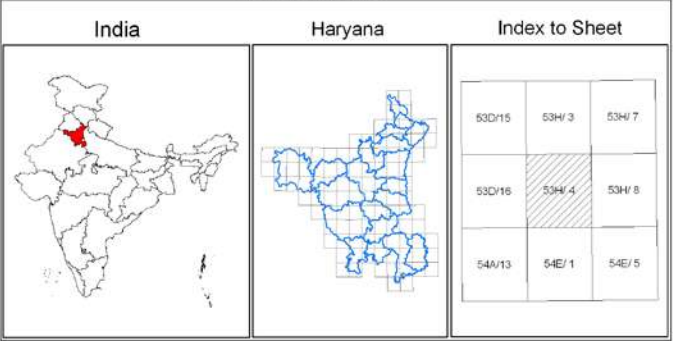 India
Haryana
Index to Sheet
53D/15 53H/ 3 53H/ 7
53D/16 53H/ 4 53H/ 8
54A/13 54E/ 1 54E/ 5